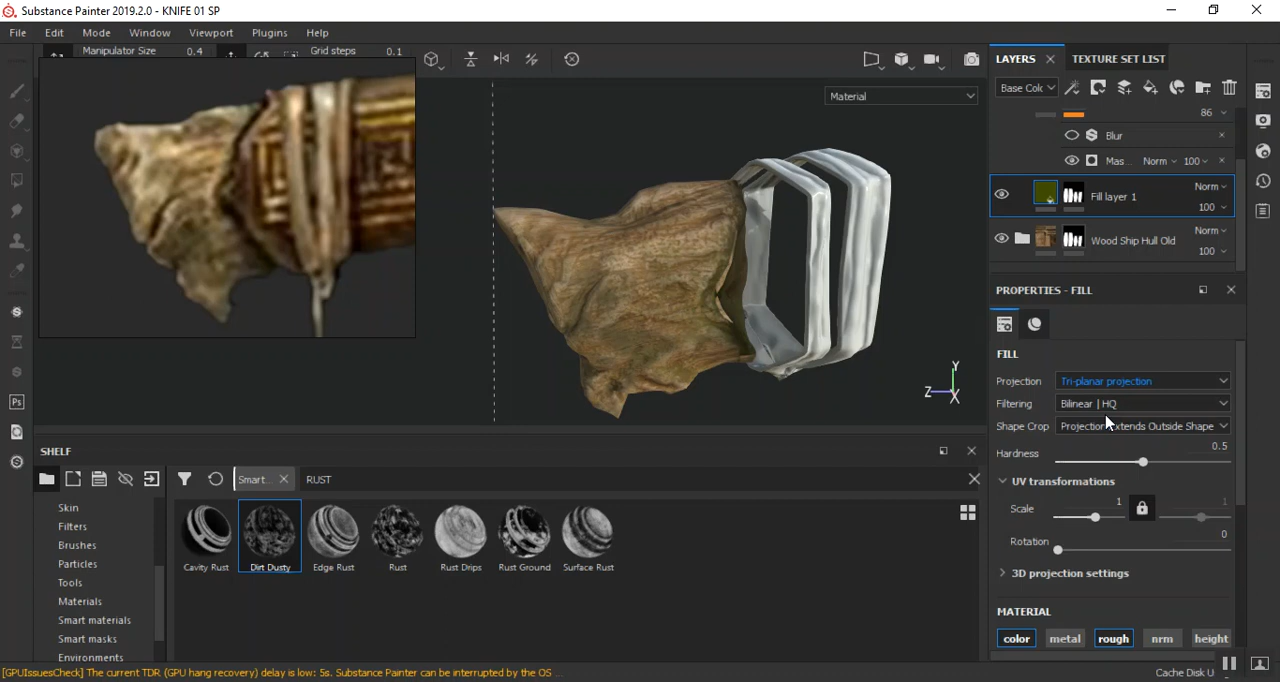 Substance Painter 2019.2.0 - KNIFE 01 SP
File Edit Mode Window Viewport Plugins Help
Manipulator Size 0.4 Grid steps 0.1
Material
LAYERS TEXTURE SET LIST
Base Col
86
Blur
Mas... Norm 100
Fill layer 1 Norm
100
Wood Ship Hull Old Norm
100
PROPERTIES - FILL
FILL
Projection Tri-planar projection
Filtering Bilinear | HQ
Shape Crop Projection Extends Outside Shape
Hardness 0.5
UV transformations
Scale 1 1
Rotation 0
3D projection settings
MATERIAL
color metal rough nrm height
Y
Z X
SHELF
Smart... RUST
Skin
Filters
Brushes
Particles
Tools
Materials
Smart materials
Smart masks
Environments
Cavity Rust Dirt Dusty Edge Rust Rust Rust Drips Rust Ground Surface Rust
Ps
[GPUIssuesCheck] The current TDR (GPU hang recovery) delay is low: 5s. Substance Painter can be interrupted by the OS ...
Cache Disk U